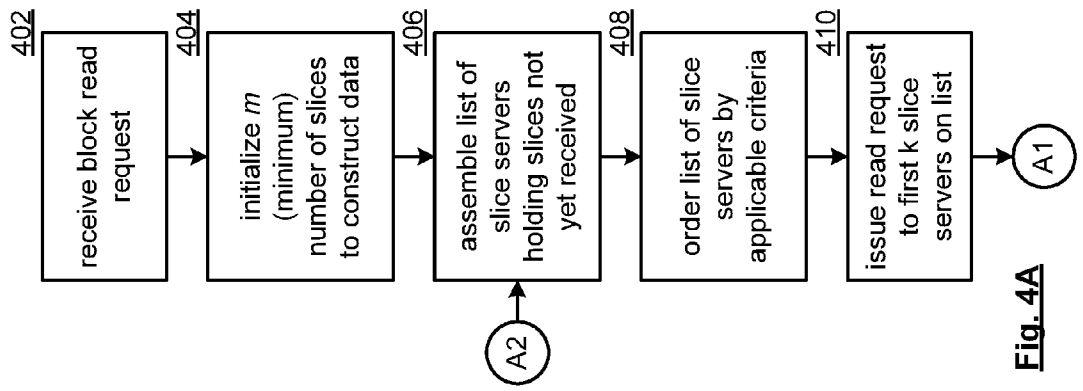 402
receive block read
request
404
initialize m
(minimum)
number of slices
to construct data
406
assemble list of
slice servers
holding slices not
yet received
A2
408
order list of slice
servers by
applicable criteria
410
issue read request
to first k slice
servers on list
A1
Fig. 4A